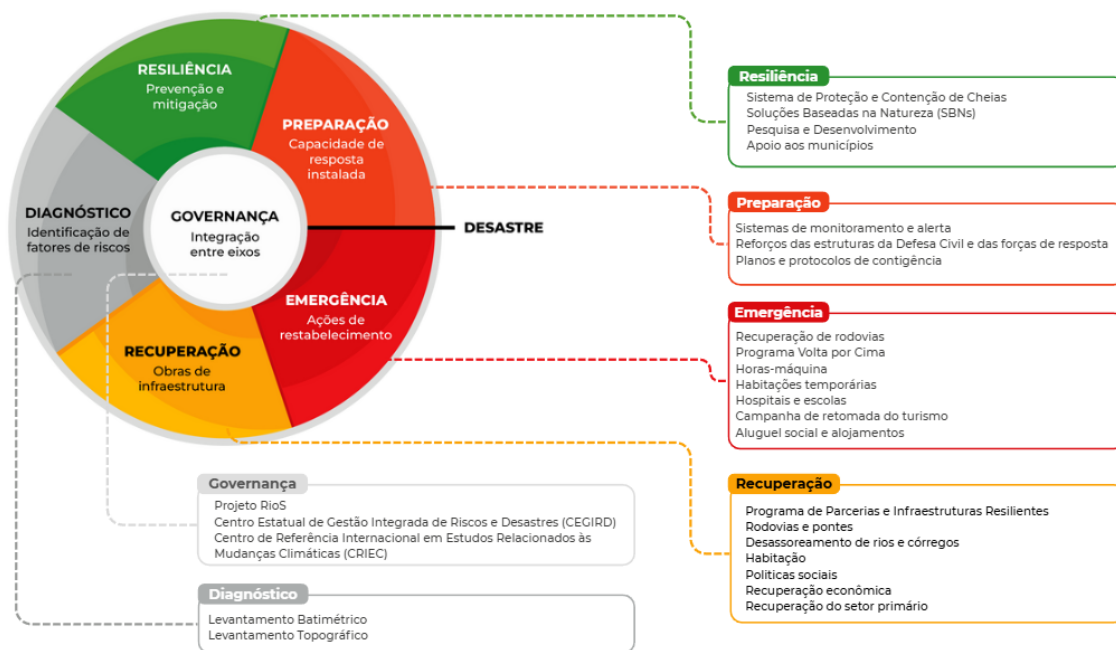 RESILIÊNCIA
Prevenção e
mitigação
PREPARAÇÃO
Capacidade de
resposta
instalada
DIAGNÓSTICO
Identificação de
fatores de riscos
GOVERNANÇA
Integração
entre eixos
DESASTRE
EMERGÊNCIA
Ações de
restabelecimento
RECUPERAÇÃO
Obras de
infraestrutura
Resiliência
Sistema de Proteção e Contenção de Cheias
Soluções Baseadas na Natureza (SBNs)
Pesquisa e Desenvolvimento
Apoio aos municípios
Preparação
Sistemas de monitoramento e alerta
Reforços das estruturas da Defesa Civil e das forças de resposta
Planos e protocolos de contigência
Emergência
Recuperação de rodovias
Programa Volta por Cima
Horas-máquina
Habitações temporárias
Hospitais e escolas
Campanha de retomada do turismo
Aluguel social e alojamentos
Recuperação
Programa de Parcerias e Infraestruturas Resilientes
Rodovias e pontes
Desassoreamento de rios e córregos
Habitação
Politicas sociais
Recuperação econômica
Recuperação do setor primário
Governança
Projeto RioS
Centro Estatual de Gestão Integrada de Riscos e Desastres (CEGIRD)
Centro de Referência Internacional em Estudos Relacionados às
Mudanças Climáticas (CRIEC)
Diagnóstico
Levantamento Batimétrico
Levantamento Topográfico